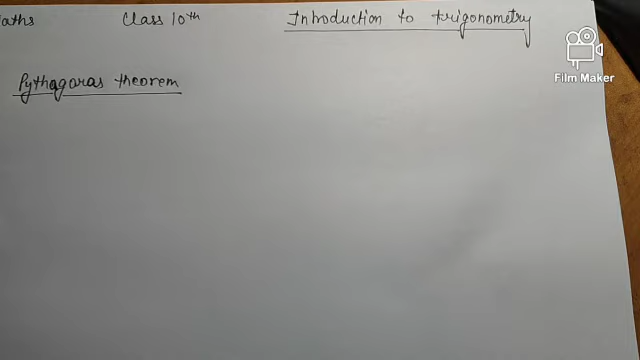 aths Class 10th Introduction to trigonometry
Pythagoras theorem
Film Maker